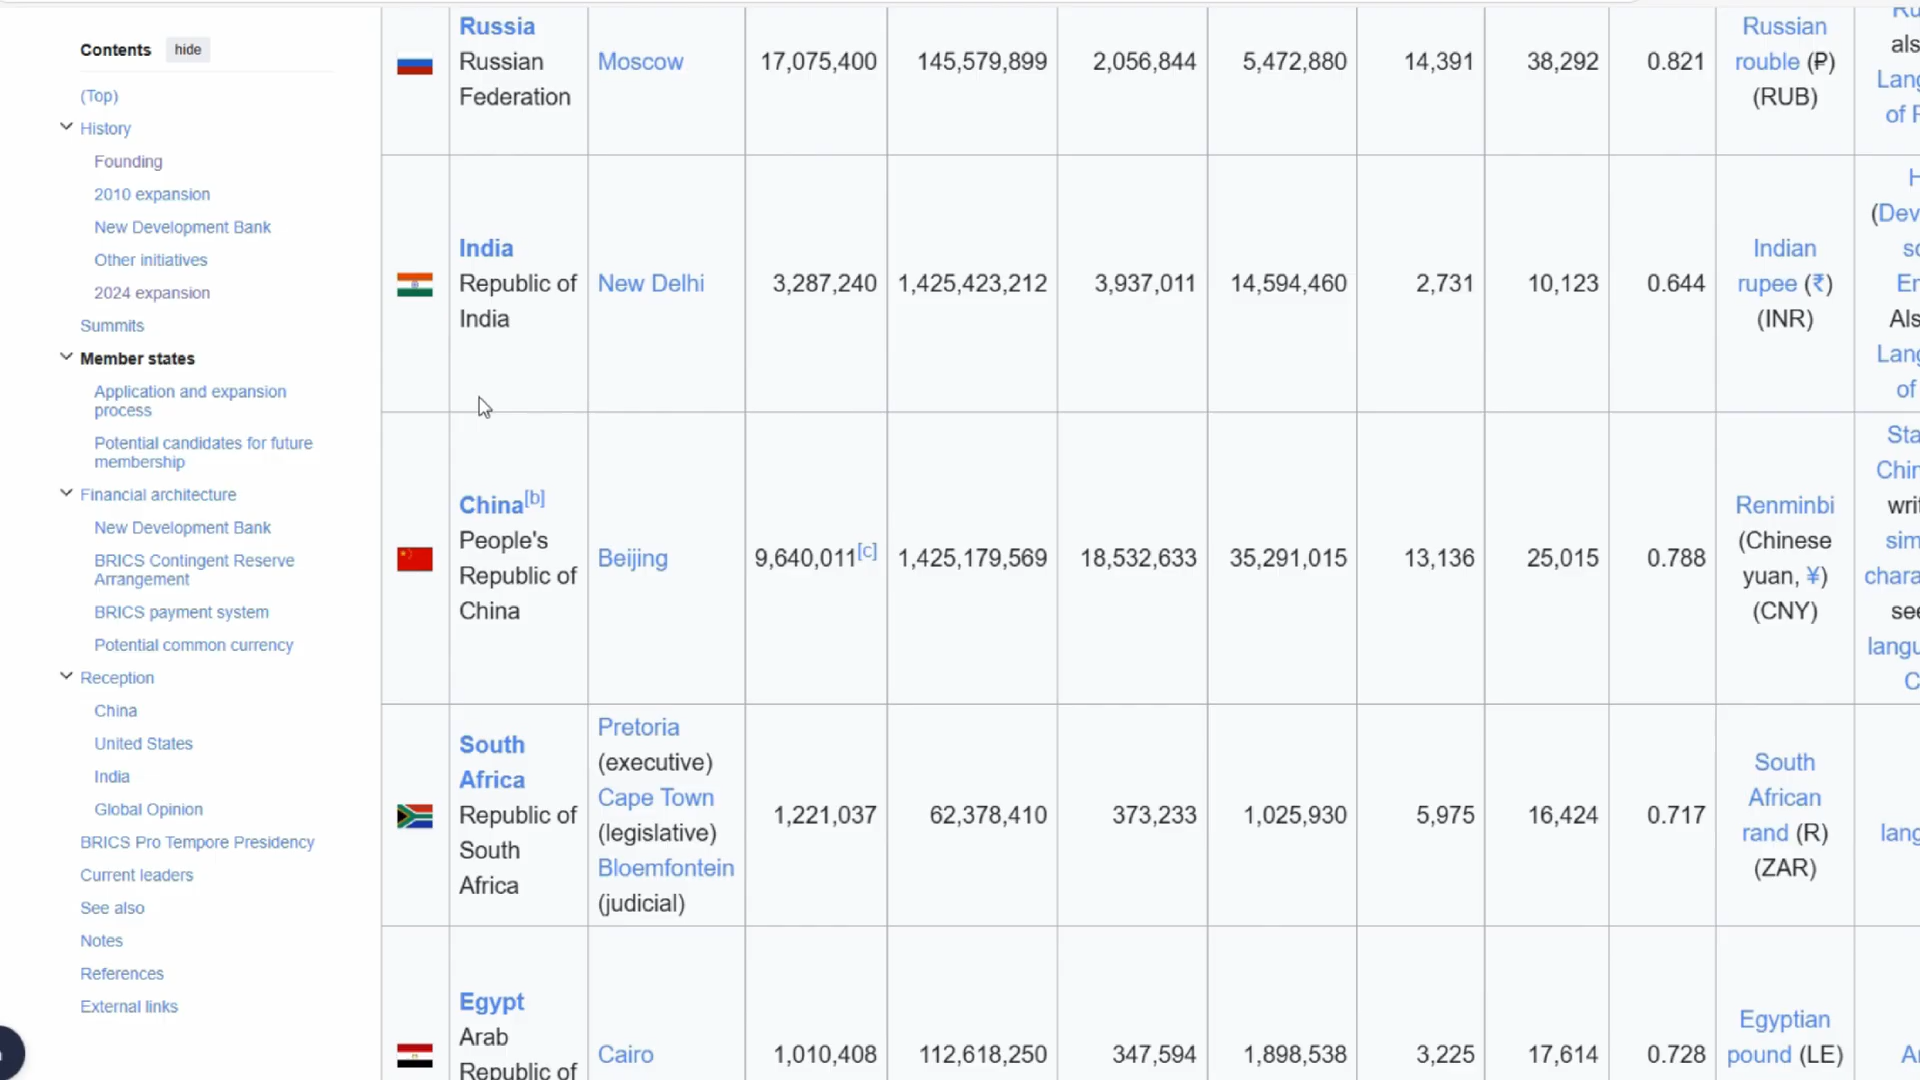 Contents hide
(Top)
History
Founding
2010 expansion
New Development Bank
Other initiatives
2024 expansion
Summits
Member states
Application and expansion
process
Potential candidates for future
membership
Financial architecture
New Development Bank
BRICS Contingent Reserve
Arrangement
BRICS payment system
Potential common currency
Reception
China
United States
India
Global Opinion
BRICS Pro Tempore Presidency
Current leaders
See also
Notes
References
External links
Russia
Russian
Federation
Moscow
17,075,400
145,579,899
2,056,844
5,472,880
14,391
38,292
0.821
Russian
rouble (₽)
(RUB)
of
India
Republic of
India
New Delhi
3,287,240
1,425,423,212
3,937,011
14,594,460
2,731
10,123
0.644
Indian
rupee (₹)
(INR)
of
China[b]
People's
Republic of
China
Beijing
9,640,011[c]
1,425,179,569
18,532,633
35,291,015
13,136
25,015
0.788
Renminbi
(Chinese
yuan, ¥)
(CNY)
South
Africa
Republic of
South
Africa
Pretoria
(executive)
Cape Town
(legislative)
Bloemfontein
(judicial)
1,221,037
62,378,410
373,233
1,025,930
5,975
16,424
0.717
South
African
rand (R)
(ZAR)
Egypt
Arab
Republic of
Cairo
1,010,408
112,618,250
347,594
1,898,538
3,225
17,614
0.728
Egyptian
pound (LE)